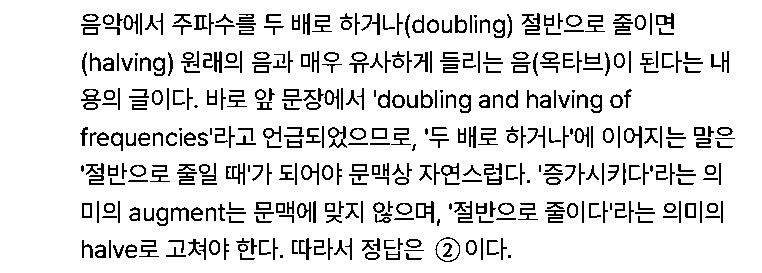 음악에서 주파수를 두 배로 하거나(doubling) 절반으로 줄이면
(halving) 원래의 음과 매우 유사하게 들리는 음(옥타브)이 된다는 내
용의 글이다. 바로 앞 문장에서 'doubling and halving of
frequencies'라고 언급되었으므로, '두 배로 하거나'에 이어지는 말은
'절반으로 줄일 때'가 되어야 문맥상 자연스럽다. '증가시키다'라는 의
미의 augment는 문맥에 맞지 않으며, '절반으로 줄이다'라는 의미의
halve로 고쳐야 한다. 따라서 정답은 ②이다.